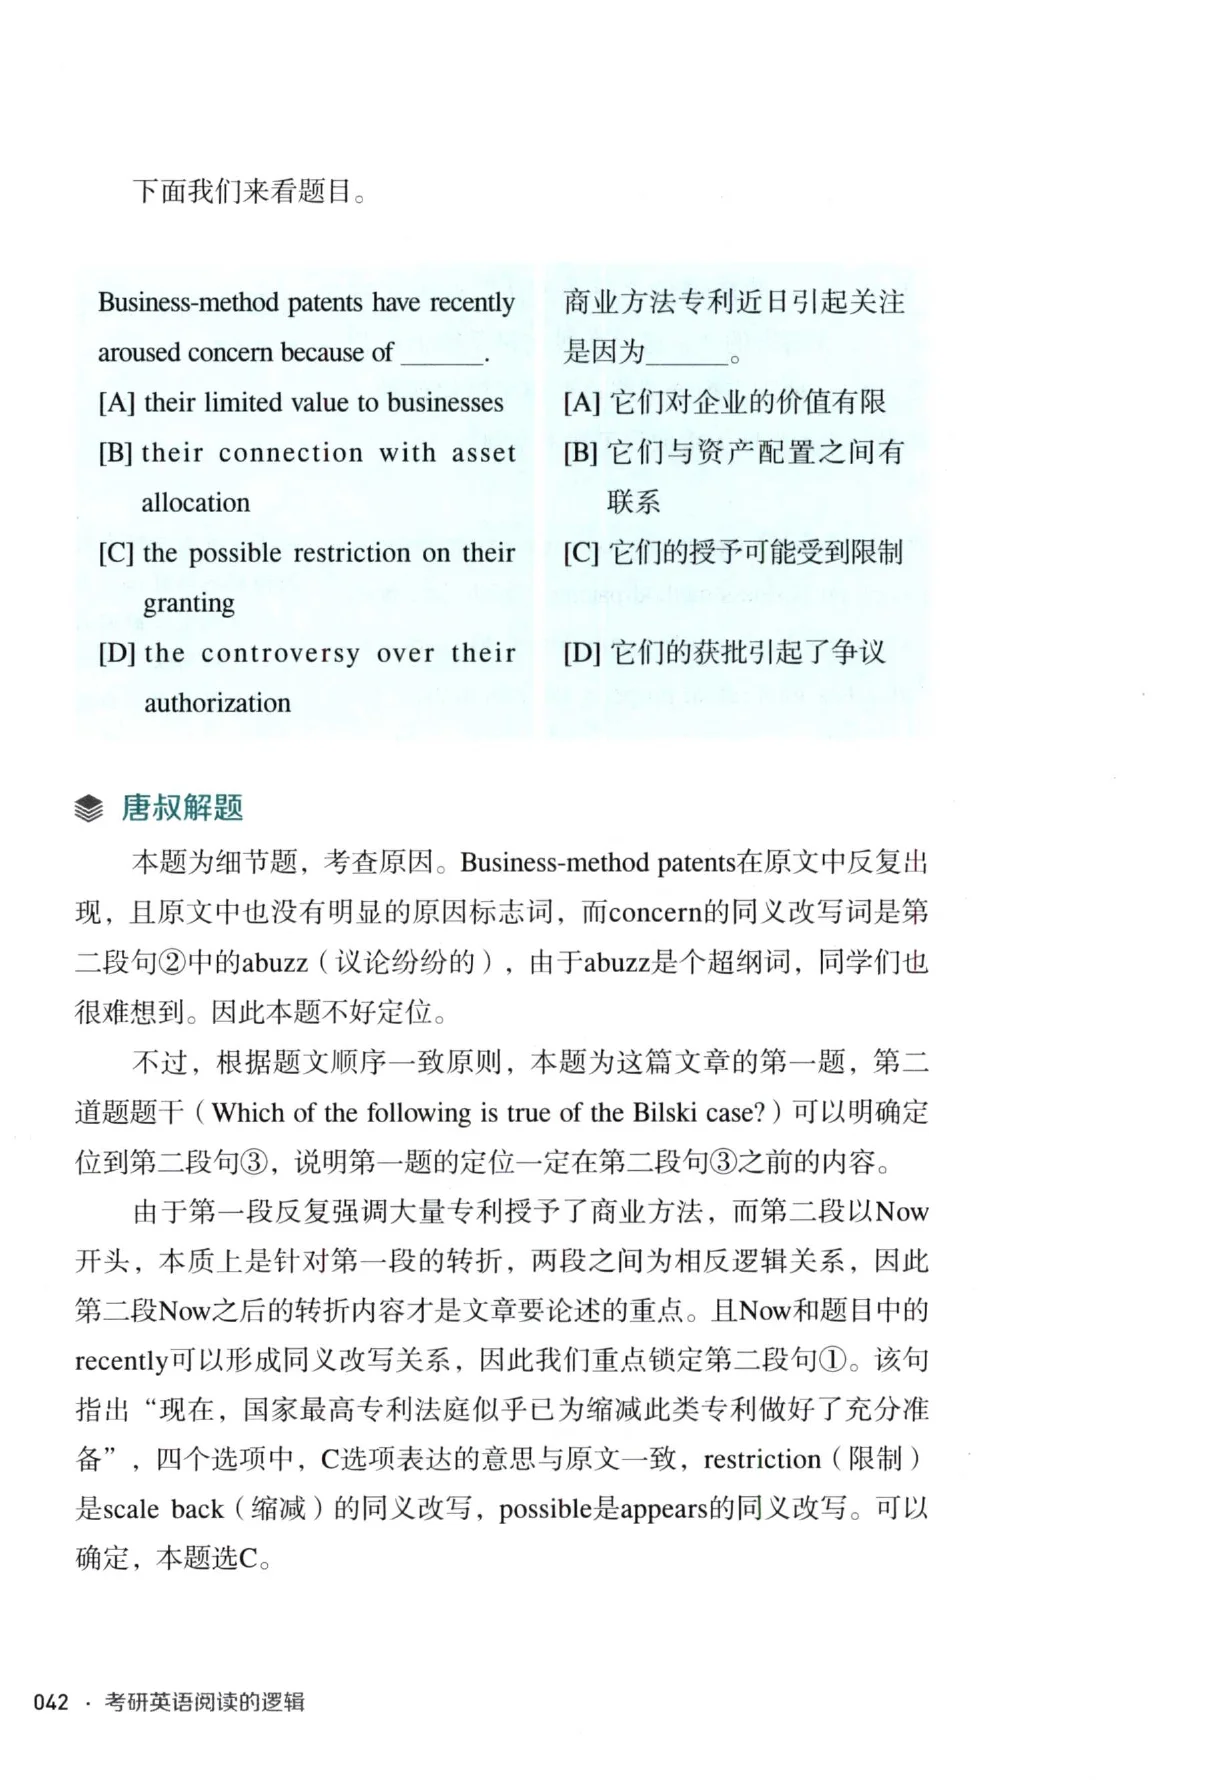 下面我们来看题目。
Business-method patents have recently
aroused concern because of ______.
[A] their limited value to businesses
[B] their connection with asset
allocation
[C] the possible restriction on their
granting
[D] the controversy over their
authorization
商业方法专利近日引起关注
是因为______。
[A] 它们对企业的价值有限
[B] 它们与资产配置之间有
联系
[C] 它们的授予可能受到限制
[D] 它们的获批引起了争议
唐叔解题
本题为细节题，考查原因。Business-method patents在原文中反复出
现，且原文中也没有明显的原因标志词，而concern的同义改写词是第
二段句②中的abuzz（议论纷纷的），由于abuzz是个超纲词，同学们也
很难想到。因此本题不好定位。
不过，根据题文顺序一致原则，本题为这篇文章的第一题，第二
道题题干（Which of the following is true of the Bilski case?）可以明确定
位到第二段句③，说明第一题的定位一定在第二段句③之前的内容。
由于第一段反复强调大量专利授予了商业方法，而第二段以Now
开头，本质上是针对第一段的转折，两段之间为相反逻辑关系，因此
第二段Now之后的转折内容才是文章要论述的重点。且Now和题目中的
recently可以形成同义改写关系，因此我们重点锁定第二段句①。该句
指出“现在，国家最高专利法庭似乎已为缩减此类专利做好了充分准
备”，四个选项中，C选项表达的意思与原文一致，restriction（限制）
是scale back（缩减）的同义改写，possible是appears的同义改写。可以
确定，本题选C。
042 · 考研英语阅读的逻辑